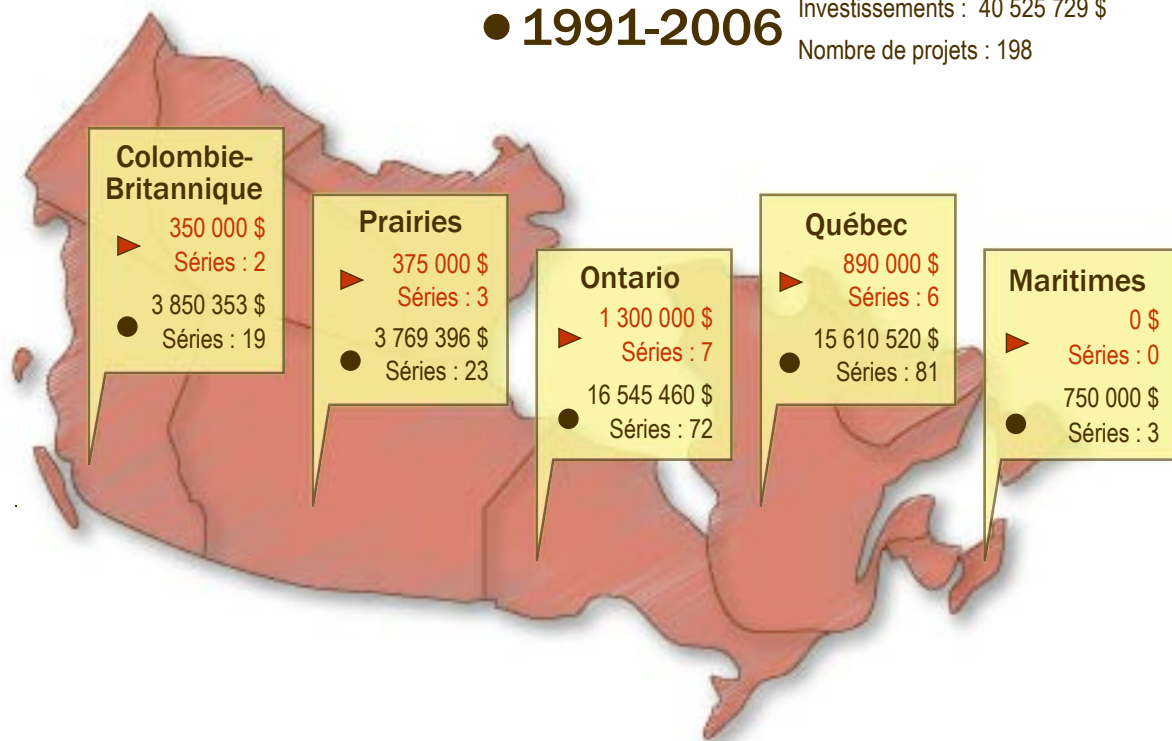 ● 1991-2006
Investissements : 40 525 729 $
Nombre de projets : 198
Colombie-
Britannique
350 000 $
Séries : 2
3 850 353 $
Séries : 19
Prairies
375 000 $
Séries : 3
3 769 396 $
Séries : 23
Ontario
1 300 000 $
Séries : 7
16 545 460 $
Séries : 72
Québec
890 000 $
Séries : 6
15 610 520 $
Séries : 81
Maritimes
0 $
Séries : 0
750 000 $
Séries : 3